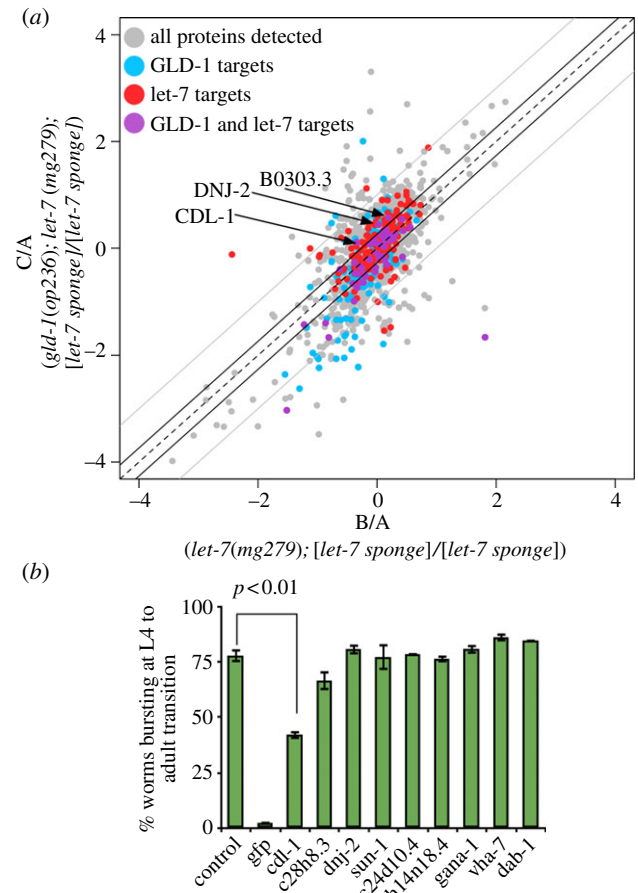 (a)
4
2
0
−2
−4
all proteins detected
GLD-1 targets
let-7 targets
GLD-1 and let-7 targets
B0303.3
DNJ-2
CDL-1
C/A
(gld-1(op236); let-7 (mg279);
[let-7 sponge]/[let-7 sponge])
−4
−2
0
2
4
B/A
(let-7(mg279); [let-7 sponge]/[let-7 sponge])
(b)
p<0.01
100
75
50
25
0
% worms bursting at L4 to
adult transition
control
gfp
cdl-1
c28h8.3
dnj-2
sun-1
c24d10.4
gana-1
vha-7
dab-1